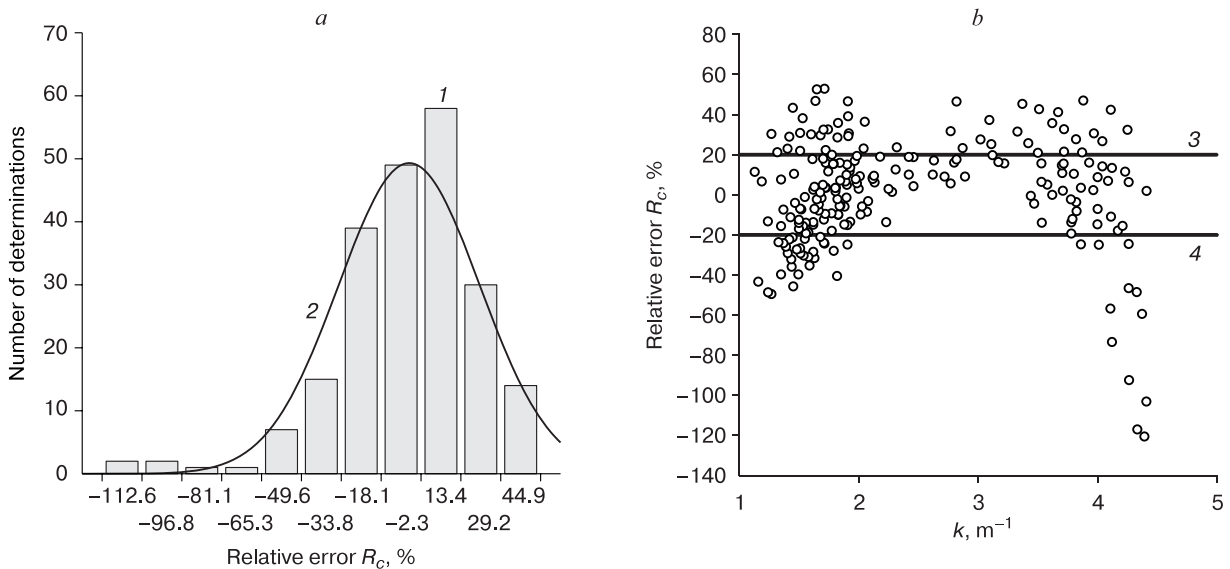 a
70
60
50
40
30
20
10
0
Number of determinations
1
2
−112.6 −81.1 −49.6 −18.1 13.4 44.9
−96.8 −65.3 −33.8 −2.3 29.2
Relative error Rc, %
b
80
60
40
20
0
−20
−40
−60
−80
−100
−120
−140
Relative error Rc, %
3
4
1 2 3 4 5
k, m⁻¹